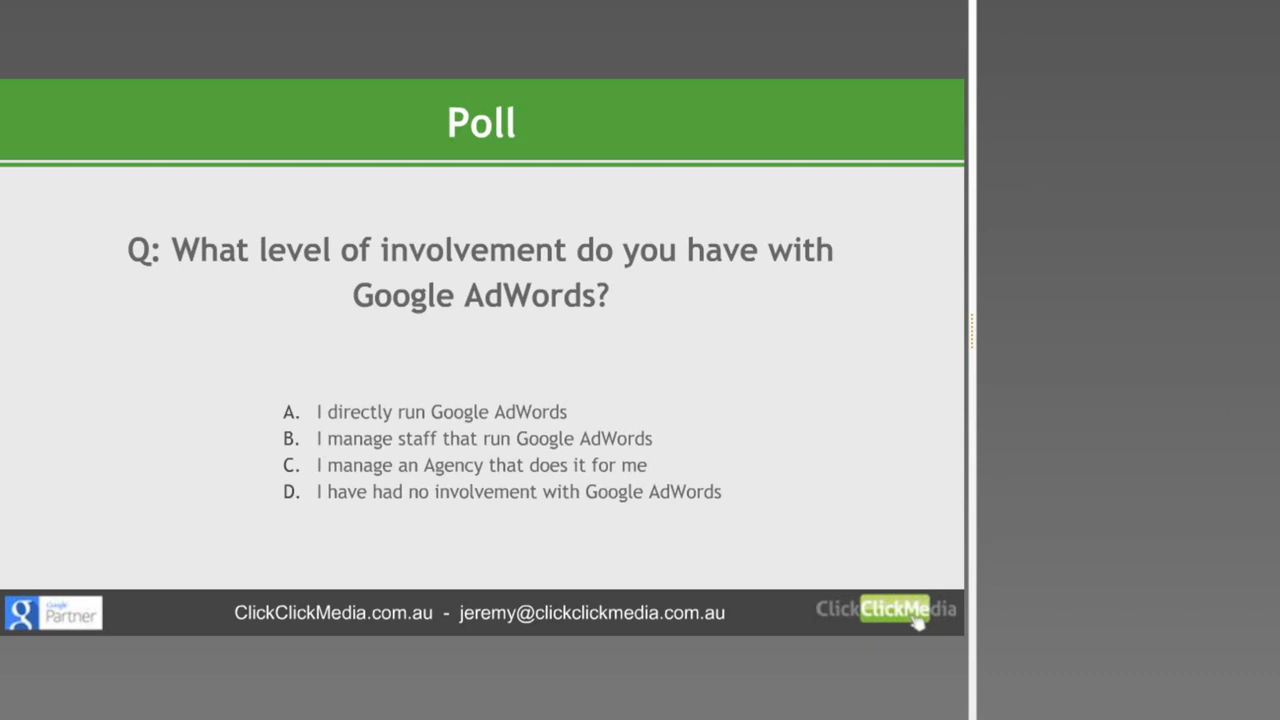 Poll
Q: What level of involvement do you have with
Google AdWords?
A. I directly run Google AdWords
B. I manage staff that run Google AdWords
C. I manage an Agency that does it for me
D. I have had no involvement with Google AdWords
g Google Partner
ClickClickMedia.com.au - jeremy@clickclickmedia.com.au
ClickClickMedia